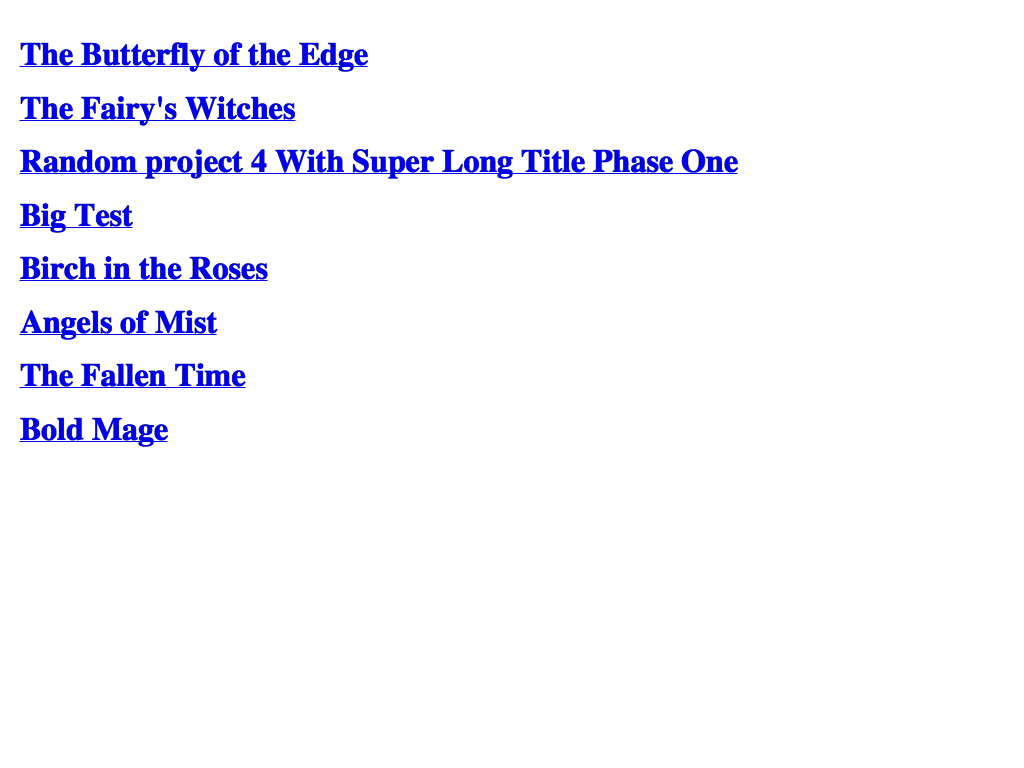 The Butterfly of the Edge
The Fairy's Witches
Random project 4 With Super Long Title Phase One
Big Test
Birch in the Roses
Angels of Mist
The Fallen Time
Bold Mage